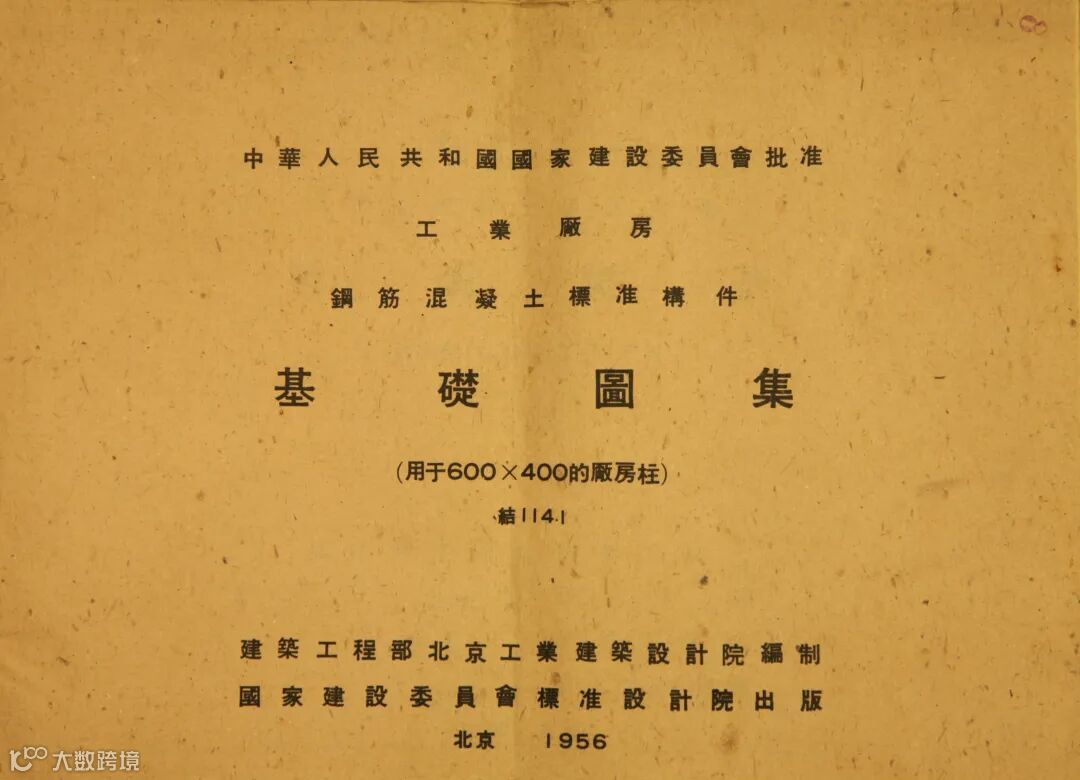 8
中華人民共和國國家建設委員會批准
工業厰房
鋼筋混凝土標准構件
基礎圖集
(用于600×400的厰房柱)
結114.1
建築工程部北京工業建築設計院編制
國家建設委員會標准設計院出版
北京 1956
大数跨境